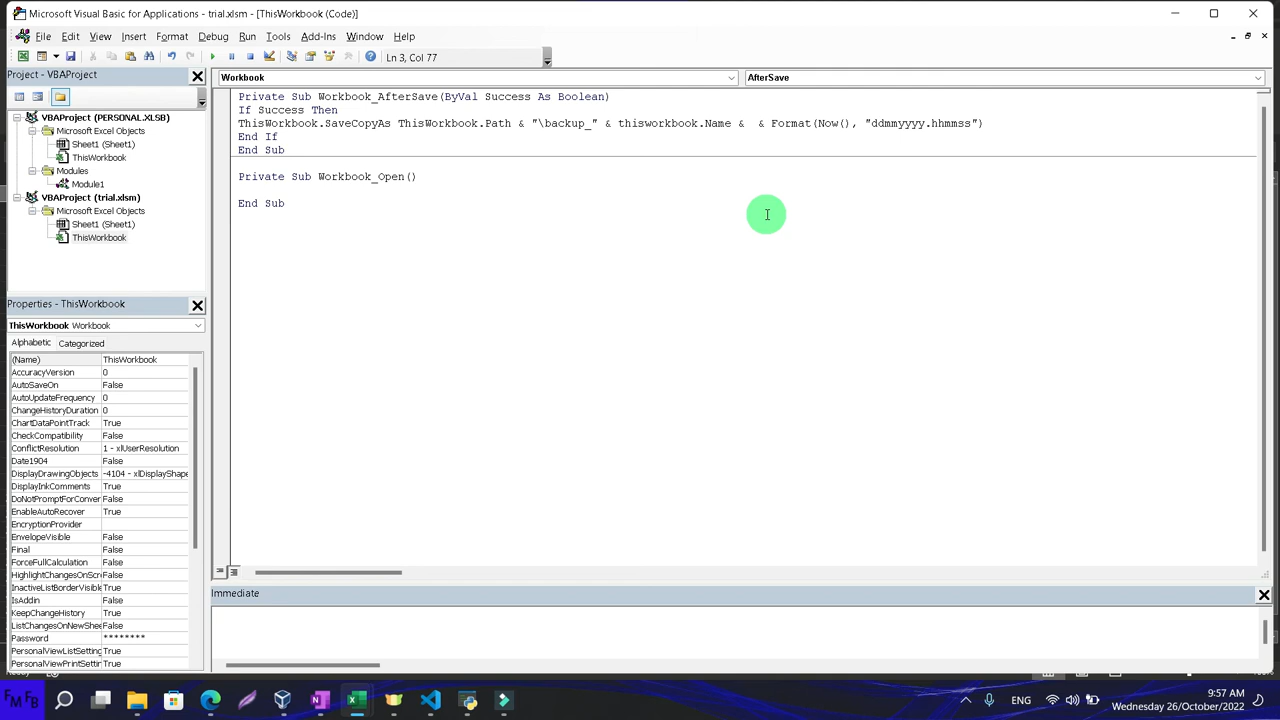 Microsoft Visual Basic for Applications - trial.xlsm - [ThisWorkbook (Code)]
File Edit View Insert Format Debug Run Tools Add-Ins Window Help
Ln 3, Col 77
Project - VBAProject
VBAProject (PERSONAL.XLSB)
Microsoft Excel Objects
Sheet1 (Sheet1)
ThisWorkbook
Modules
Module1
VBAProject (trial.xlsm)
Microsoft Excel Objects
Sheet1 (Sheet1)
ThisWorkbook
Properties - ThisWorkbook
ThisWorkbook Workbook
Alphabetic Categorized
(Name) ThisWorkbook
AccuracyVersion 0
AutoSaveOn False
AutoUpdateFrequency 0
ChangeHistoryDuration 0
ChartDataPointTrack True
CheckCompatibility False
ConflictResolution 1 - xlUserResolution
Date1904 False
DisplayDrawingObjects -4104 - xlDisplayShape
DisplayInkComments True
DoNotPromptForConver False
EnableAutoRecover True
EncryptionProvider
EnvelopeVisible False
Final False
ForceFullCalculation False
HighlightChangesOnScr False
InactiveListBorderVisible True
IsAddin False
KeepChangeHistory True
ListChangesOnNewShee False
Password ********
PersonalViewListSetting True
PersonalViewPrintSettin True
Workbook AfterSave
Private Sub Workbook_AfterSave(ByVal Success As Boolean)
If Success Then
ThisWorkbook.SaveCopyAs ThisWorkbook.Path & "\backup_" & thisworkbook.Name &  & Format(Now(), "ddmmyyyy.hhmmss")
End If
End Sub
Private Sub Workbook_Open()
End Sub
Immediate
FM FB
ENG
9:57 AM
Wednesday 26/October/2022